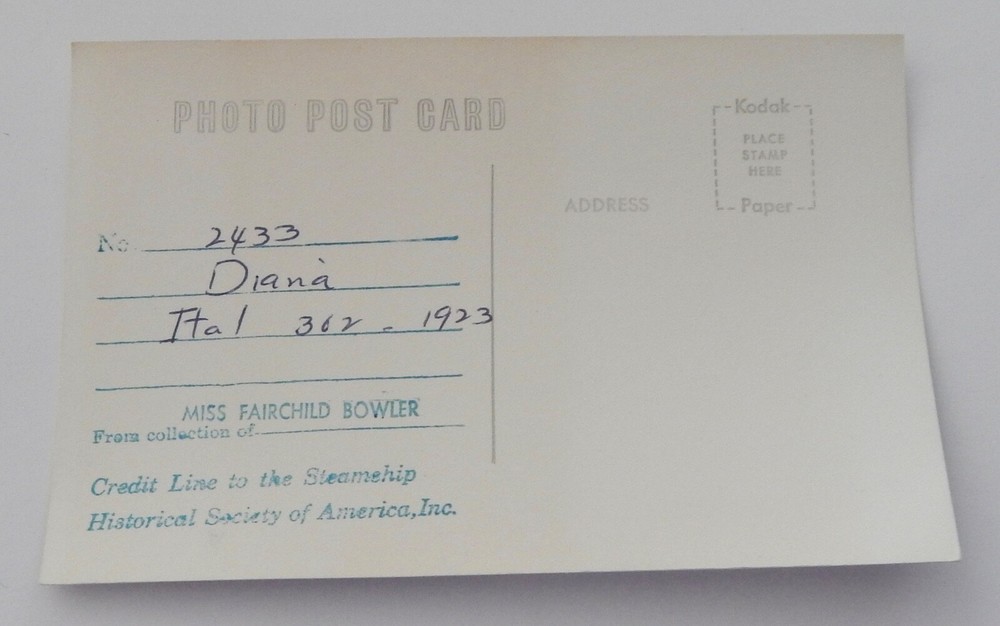 PHOTO POST CARD
Kodak
PLACE
STAMP
HERE
Paper
ADDRESS
No. 2433
Diana
Ital 362 - 1923
MISS FAIRCHILD BOWLER
From collection of
Credit Line to the Steamship
Historical Society of America, Inc.